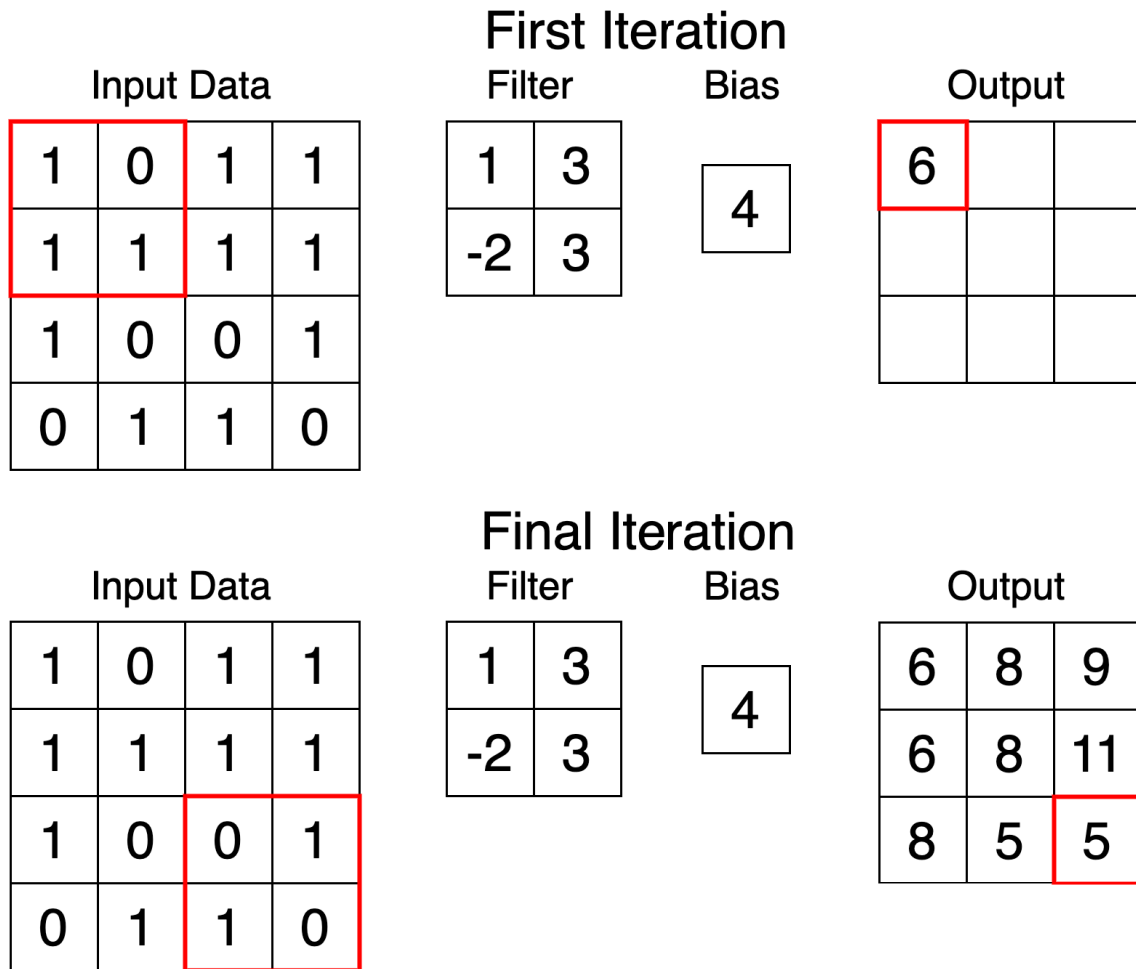 First Iteration
Input Data Filter Bias Output
1 0 1 1 1 3 6
4
1 1 1 1 -2 3
1 0 0 1
0 1 1 0
Final Iteration
Input Data Filter Bias Output
1 0 1 1 1 3 6 8 9
4
1 1 1 1 -2 3 6 8 11
1 0 0 1 8 5 5
0 1 1 0